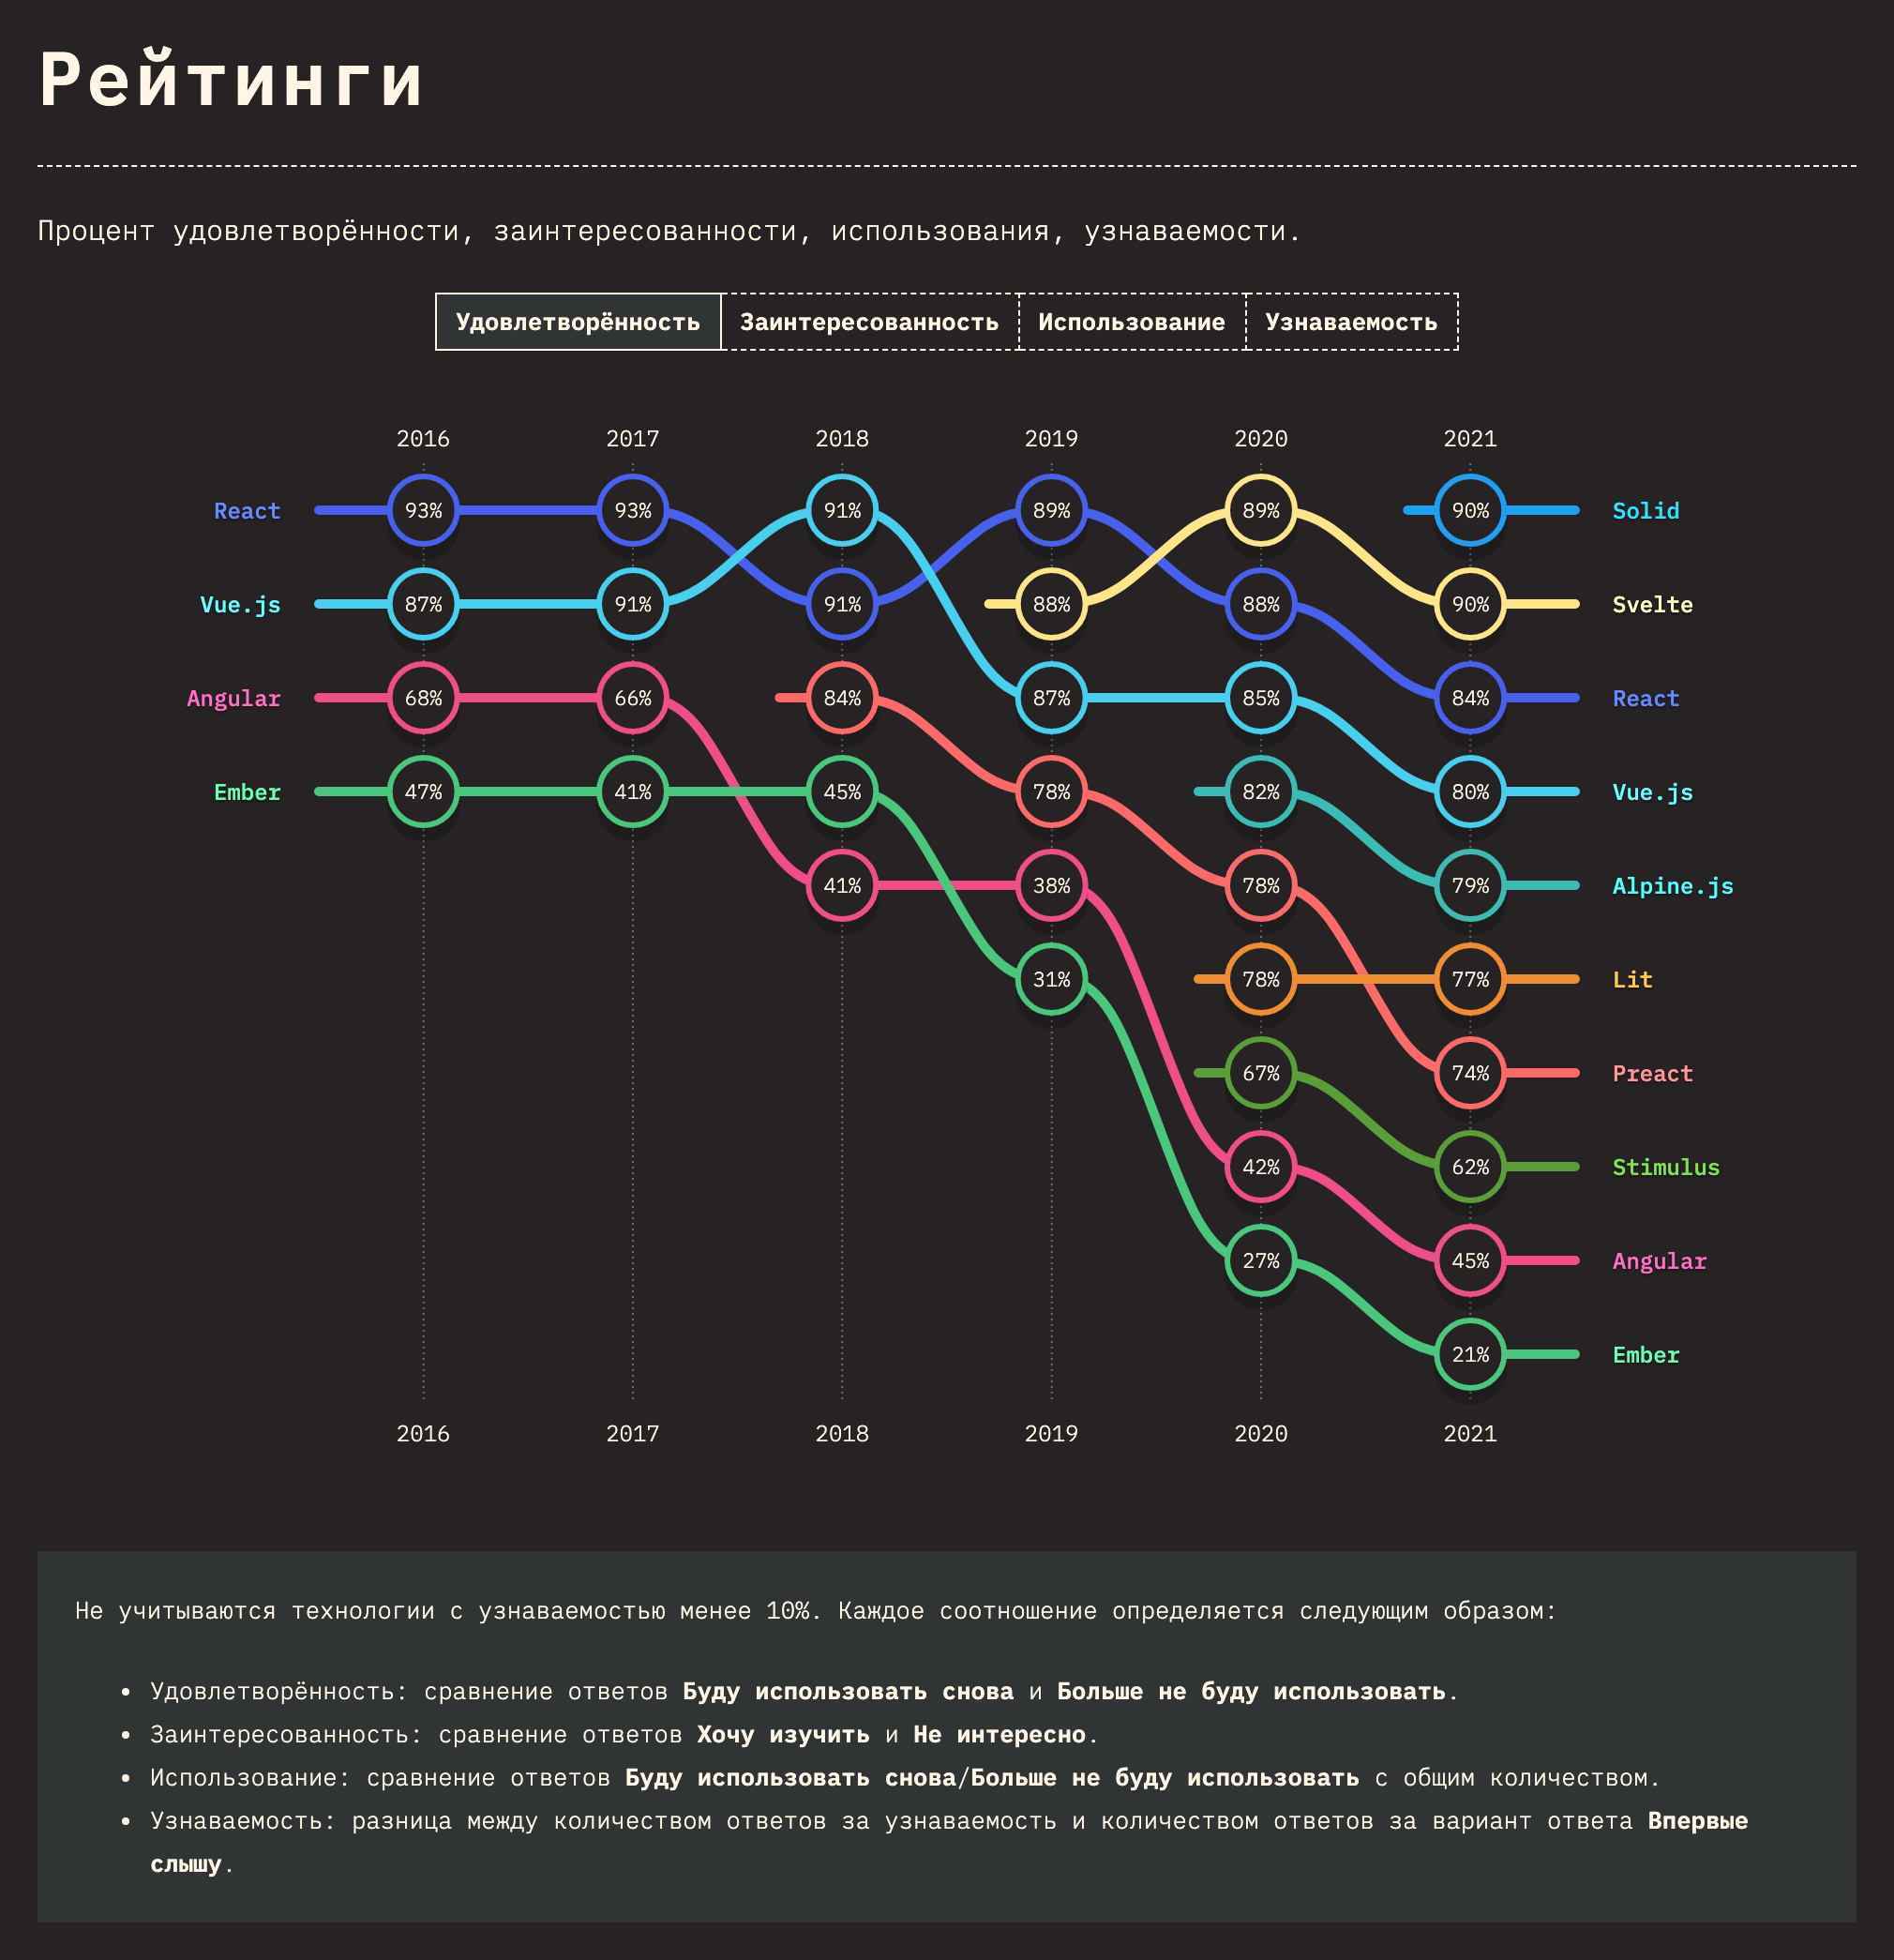 Рейтинги
Процент удовлетворённости, заинтересованности, использования, узнаваемости.
Удовлетворённость Заинтересованность Использование Узнаваемость
2016 2017 2018 2019 2020 2021
React 93% 93% 91% 89% 89% 90% Solid
Vue.js 87% 91% 91% 88% 88% 90% Svelte
Angular 68% 66% 84% 87% 85% 84% React
Ember 47% 41% 45% 78% 82% 80% Vue.js
41% 38% 78% 79% Alpine.js
31% 78% 77% Lit
67% 74% Preact
42% 62% Stimulus
27% 45% Angular
21% Ember
2016 2017 2018 2019 2020 2021
Не учитываются технологии с узнаваемостью менее 10%. Каждое соотношение определяется следующим образом:
• Удовлетворённость: сравнение ответов Буду использовать снова и Больше не буду использовать.
• Заинтересованность: сравнение ответов Хочу изучить и Не интересно.
• Использование: сравнение ответов Буду использовать снова/Больше не буду использовать с общим количеством.
• Узнаваемость: разница между количеством ответов за узнаваемость и количеством ответов за вариант ответа Впервые
слышу.